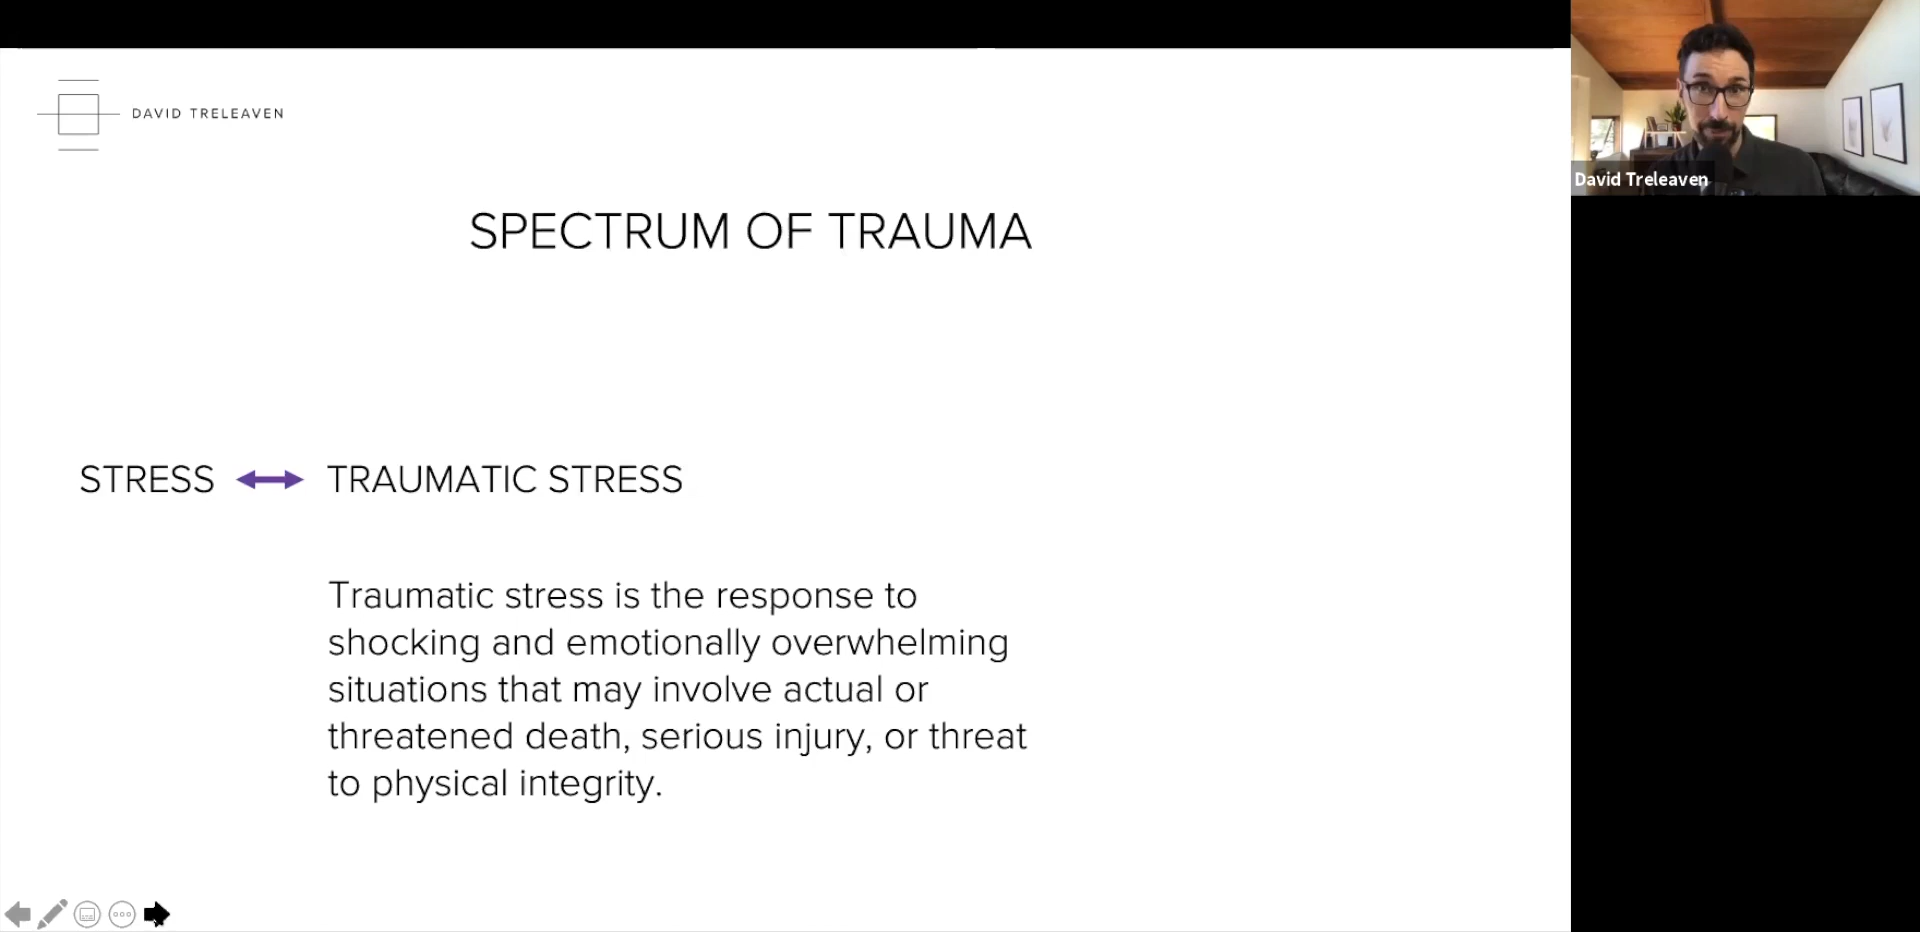 DAVID TRELEAVEN
SPECTRUM OF TRAUMA
STRESS TRAUMATIC STRESS
Traumatic stress is the response to
shocking and emotionally overwhelming
situations that may involve actual or
threatened death, serious injury, or threat
to physical integrity.
David Treleaven